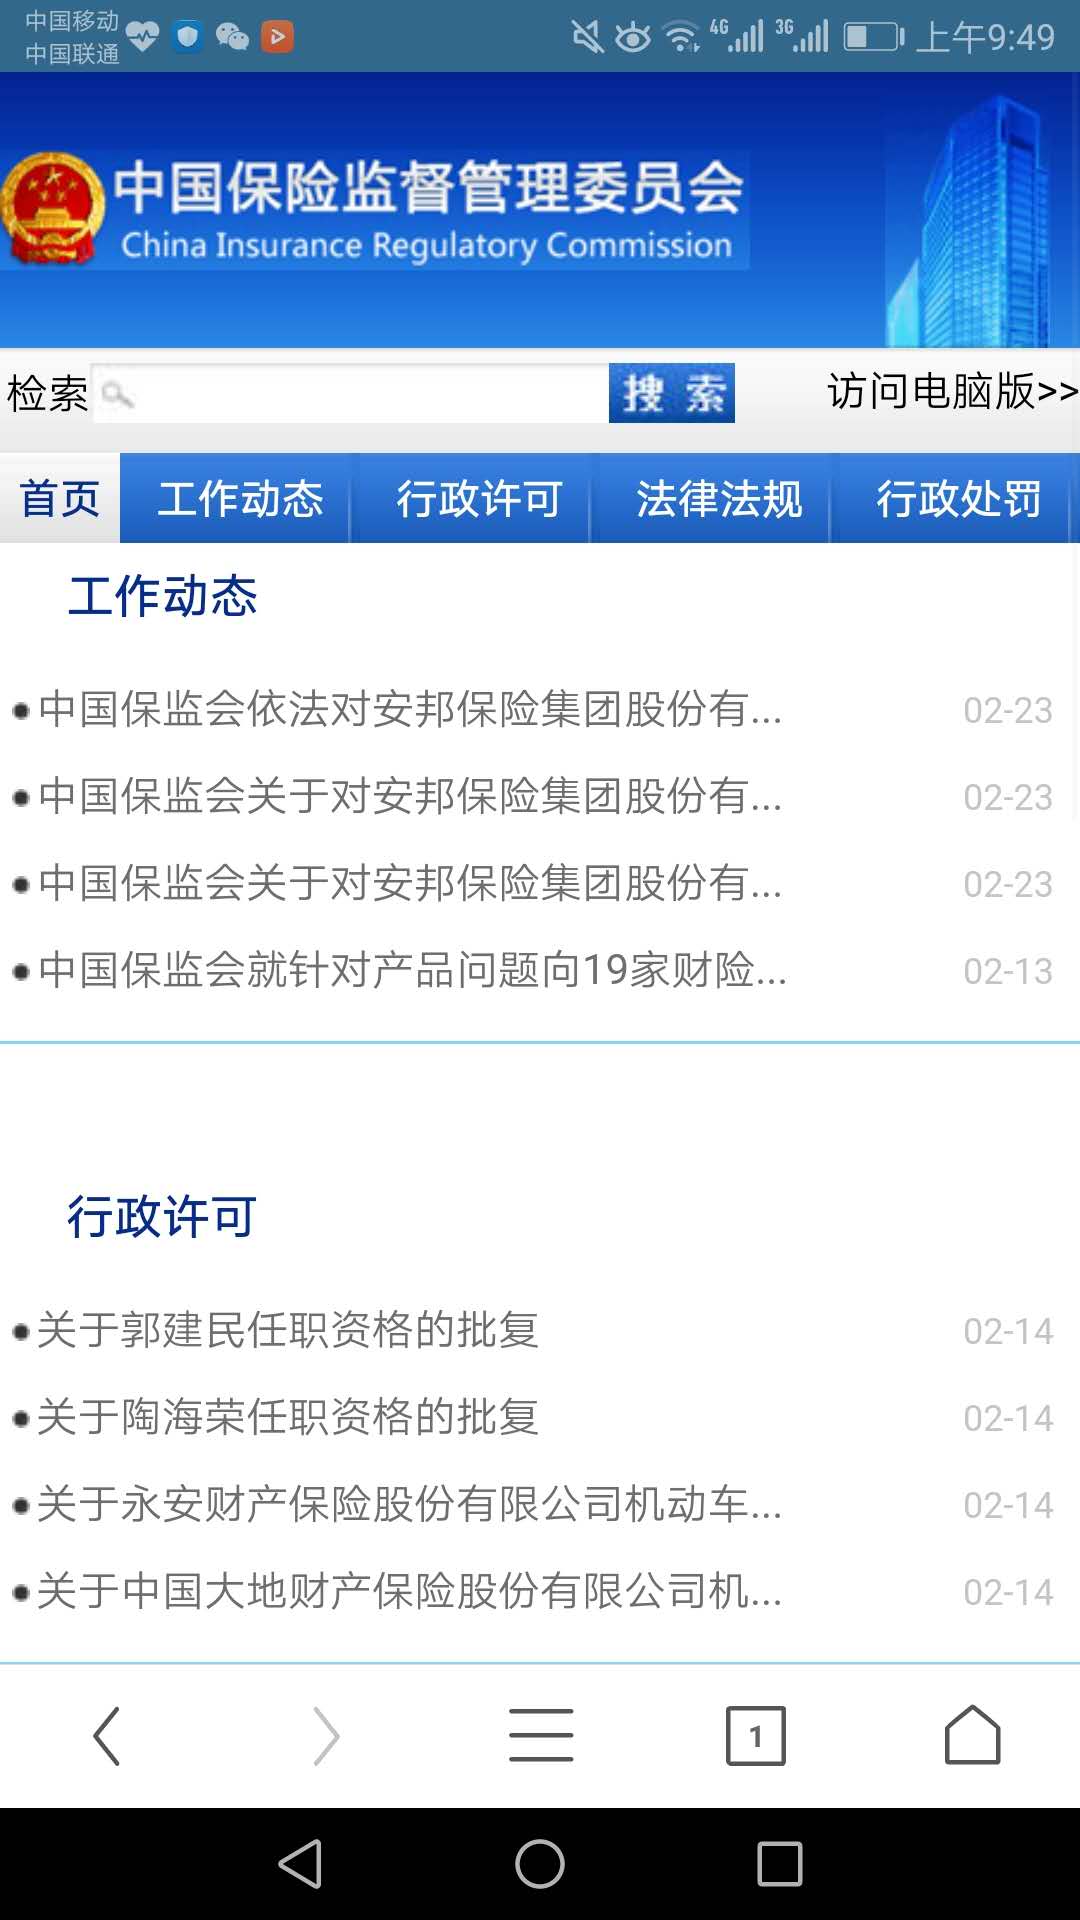 中国移动
中国联通
4G 3G 上午9:49
中国保险监督管理委员会
China Insurance Regulatory Commission
检索 搜 索 访问电脑版>>
首页 工作动态 行政许可 法律法规 行政处罚
工作动态
中国保监会依法对安邦保险集团股份有... 02-23
中国保监会关于对安邦保险集团股份有... 02-23
中国保监会关于对安邦保险集团股份有... 02-23
中国保监会就针对产品问题向19家财险... 02-13
行政许可
关于郭建民任职资格的批复 02-14
关于陶海荣任职资格的批复 02-14
关于永安财产保险股份有限公司机动车... 02-14
关于中国大地财产保险股份有限公司机... 02-14
1